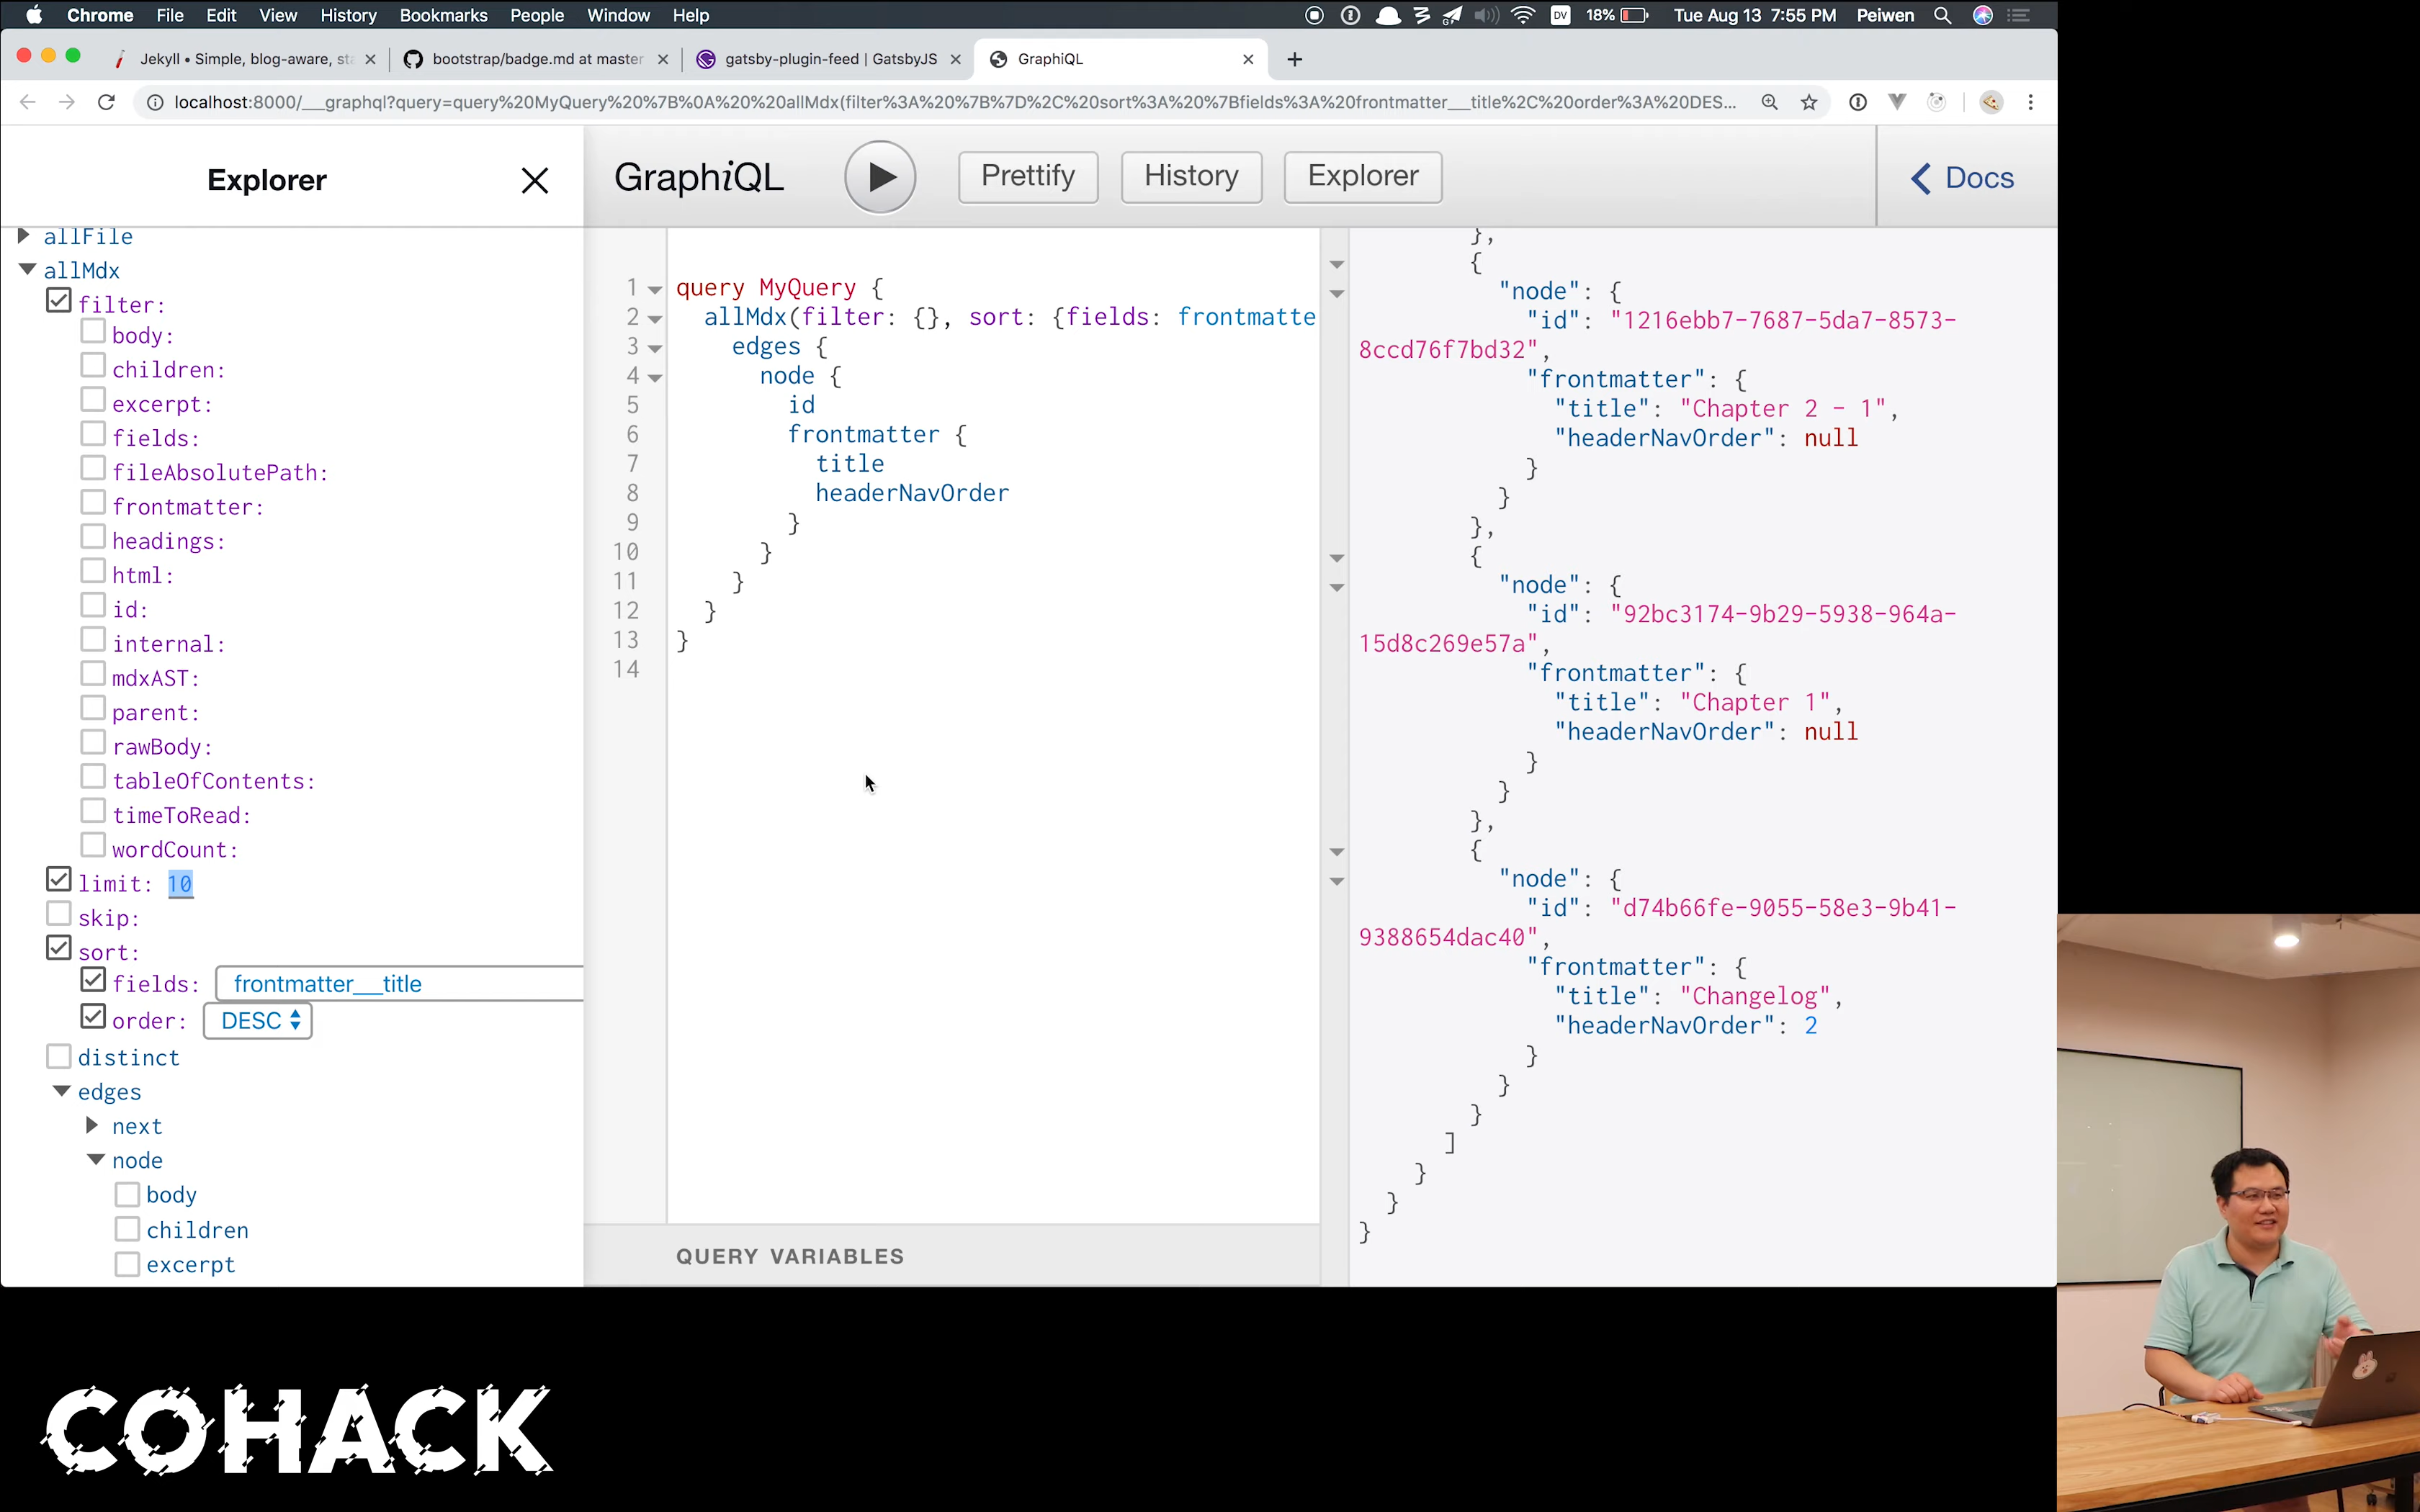 Chrome File Edit View History Bookmarks People Window Help DV 18% Tue Aug 13 7:55 PM Peiwen
Jekyll • Simple, blog-aware, sta
bootstrap/badge.md at master
gatsby-plugin-feed | GatsbyJS
GraphiQL
localhost:8000/___graphql?query=query%20MyQuery%20%7B%0A%20%20allMdx(filter%3A%20%7B%7D%2C%20sort%3A%20%7Bfields%3A%20frontmatter__title%2C%20order%3A%20DES...
Explorer
GraphiQL
Prettify
History
Explorer
Docs
allFile
allMdx
filter:
body:
children:
excerpt:
fields:
fileAbsolutePath:
frontmatter:
headings:
html:
id:
internal:
mdxAST:
parent:
rawBody:
tableOfContents:
timeToRead:
wordCount:
limit: 10
skip:
sort:
fields: frontmatter__title
order: DESC
distinct
edges
next
node
body
children
excerpt
1 query MyQuery {
2 allMdx(filter: {}, sort: {fields: frontmatte
3 edges {
4 node {
5 id
6 frontmatter {
7 title
8 headerNavOrder
9 }
10 }
11 }
12 }
13 }
14
QUERY VARIABLES
},
{
"node": {
"id": "1216ebb7-7687-5da7-8573-
8ccd76f7bd32",
"frontmatter": {
"title": "Chapter 2 - 1",
"headerNavOrder": null
}
}
},
{
"node": {
"id": "92bc3174-9b29-5938-964a-
15d8c269e57a",
"frontmatter": {
"title": "Chapter 1",
"headerNavOrder": null
}
}
},
{
"node": {
"id": "d74b66fe-9055-58e3-9b41-
9388654dac40",
"frontmatter": {
"title": "Changelog",
"headerNavOrder": 2
}
}
}
]
}
}
}
COHACK